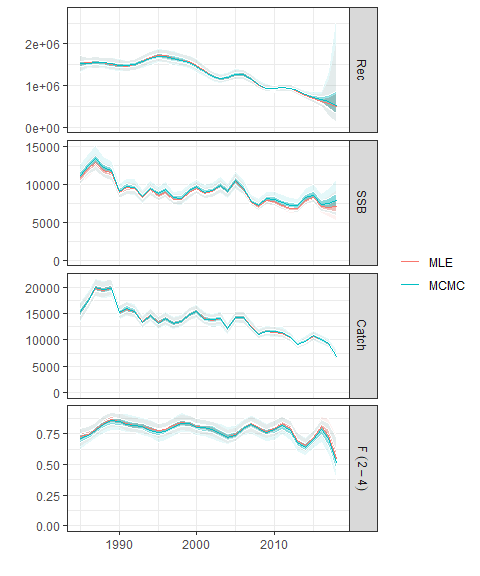 2e+06
1e+06
0e+00
Rec
15000
10000
5000
0
SSB
20000
15000
10000
5000
0
Catch
0.75
0.50
0.25
0.00
F (2−4)
1990
2000
2010
MLE
MCMC